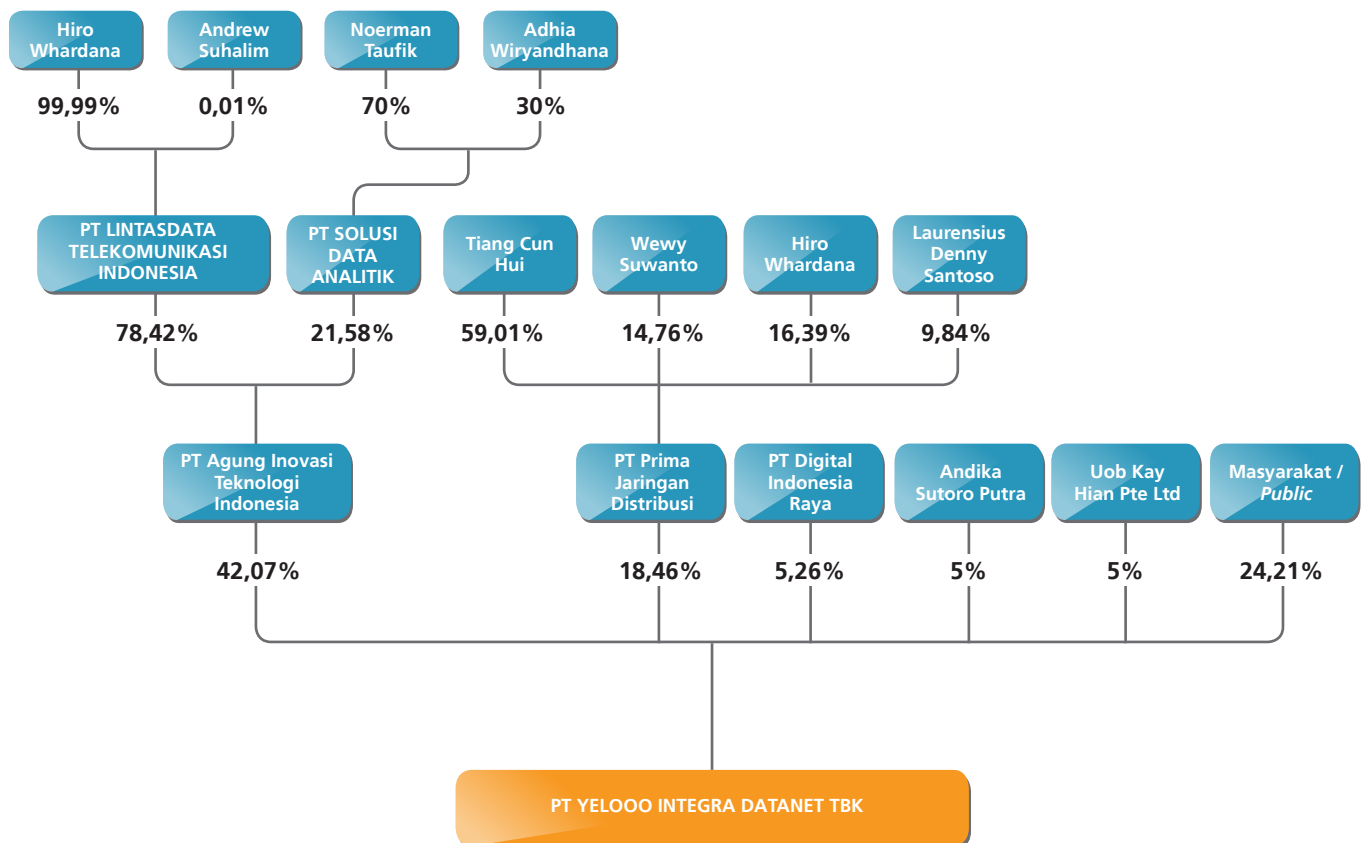 Hiro
Whardana
Andrew
Suhalim
Noerman
Taufik
Adhia
Wiryandhana
99,99%
0,01%
70%
30%
PT LINTASDATA
TELEKOMUNIKASI
INDONESIA
PT SOLUSI
DATA
ANALITIK
Tiang Cun
Hui
Wewy
Suwanto
Hiro
Whardana
Laurensius
Denny
Santoso
78,42%
21,58%
59,01%
14,76%
16,39%
9,84%
PT Agung Inovasi
Teknologi
Indonesia
PT Prima
Jaringan
Distribusi
PT Digital
Indonesia
Raya
Andika
Sutoro Putra
Uob Kay
Hian Pte Ltd
Masyarakat /
Public
42,07%
18,46%
5,26%
5%
5%
24,21%
PT YELOOO INTEGRA DATANET TBK